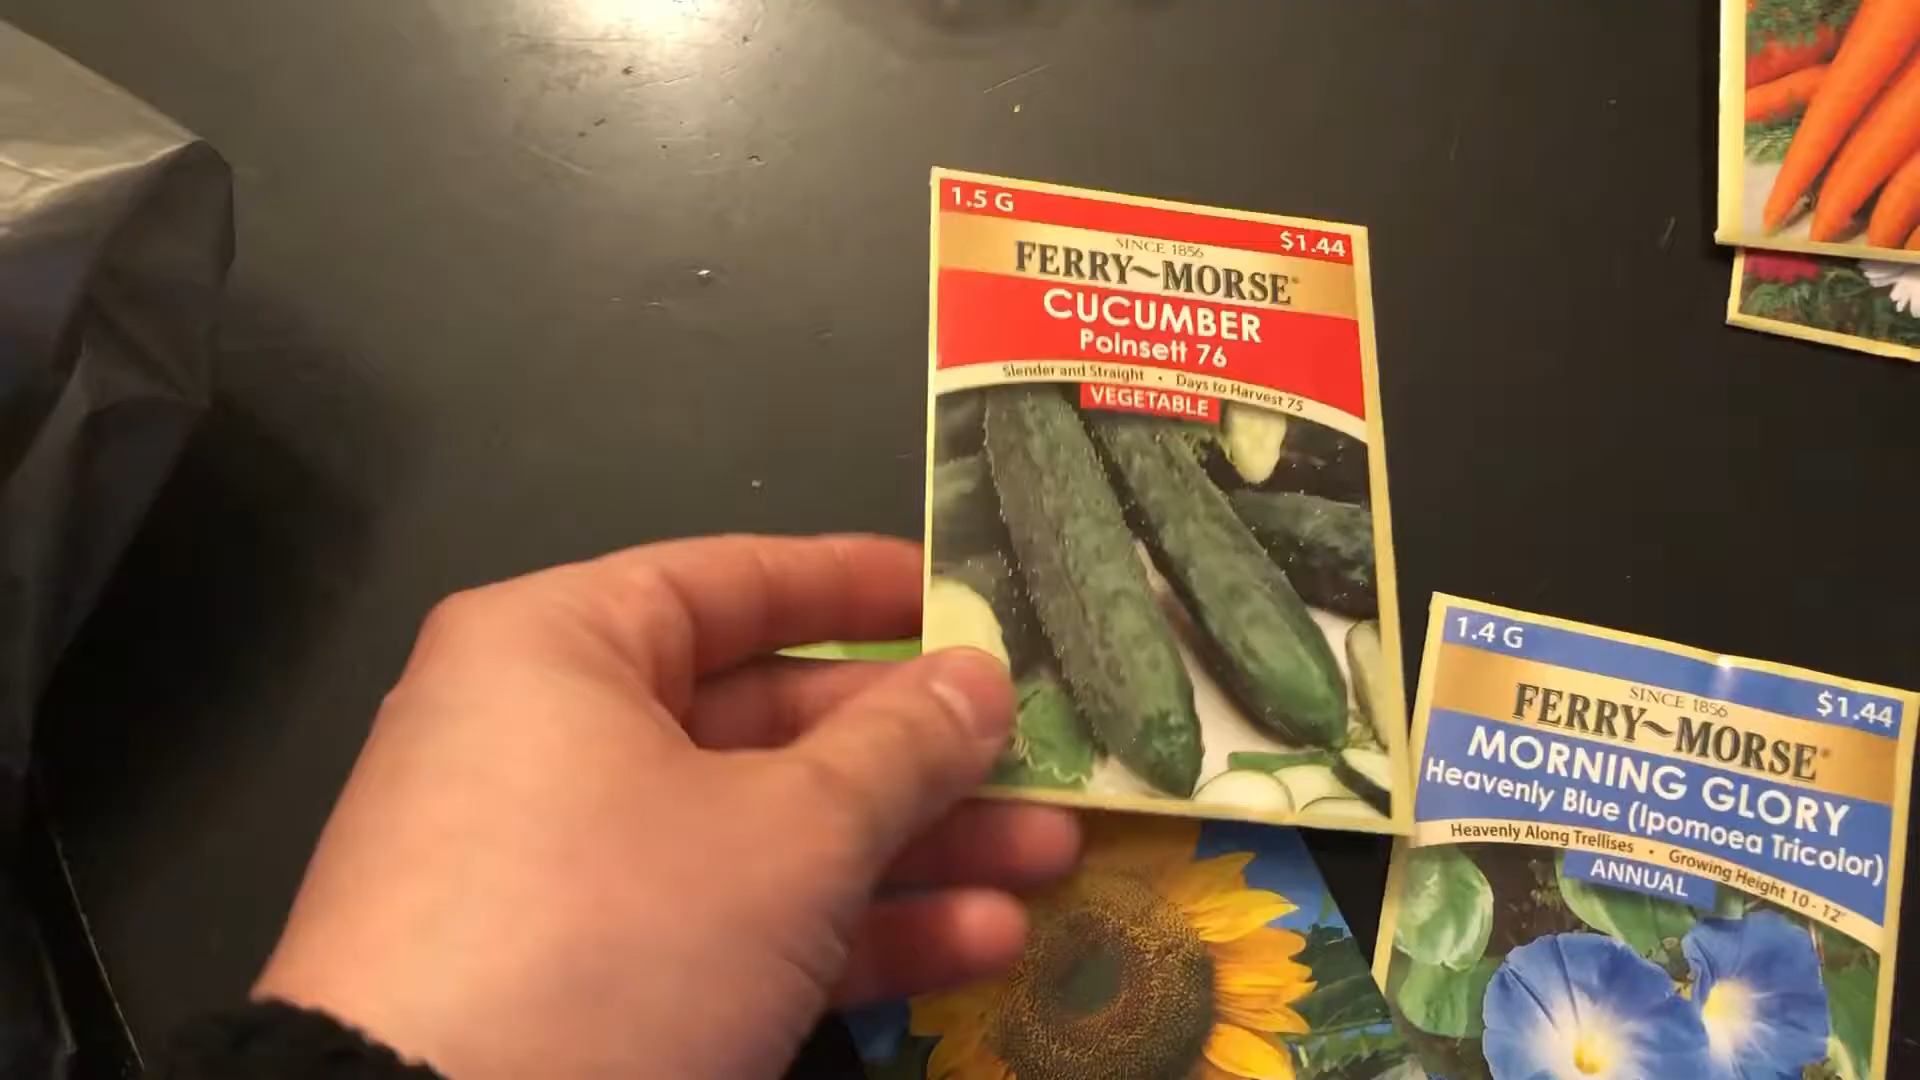 1.5 G
$1.44
SINCE 1856
FERRY~MORSE®
CUCUMBER
Poinsett 76
Slender and Straight • Days to Harvest 75
VEGETABLE
1.4 G
$1.44
SINCE 1856
FERRY~MORSE®
MORNING GLORY
Heavenly Blue (Ipomoea Tricolor)
Heavenly Along Trellises • Growing Height 10 - 12'
ANNUAL